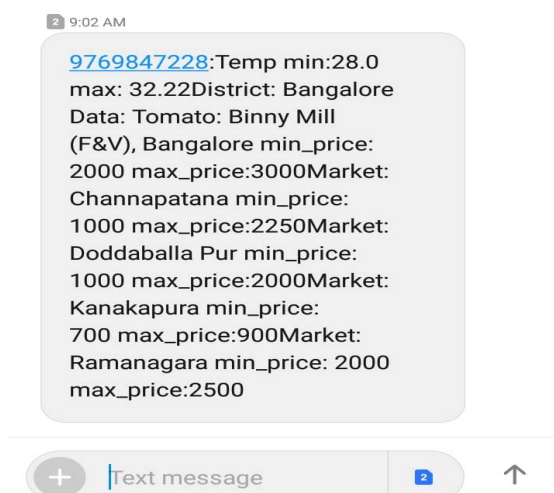 2 9:02 AM
9769847228:Temp min:28.0
max: 32.22District: Bangalore
Data: Tomato: Binny Mill
(F&V), Bangalore min_price:
2000 max_price:3000Market:
Channapatana min_price:
1000 max_price:2250Market:
Doddaballa Pur min_price:
1000 max_price:2000Market:
Kanakapura min_price:
700 max_price:900Market:
Ramanagara min_price: 2000
max_price:2500
Text message 2